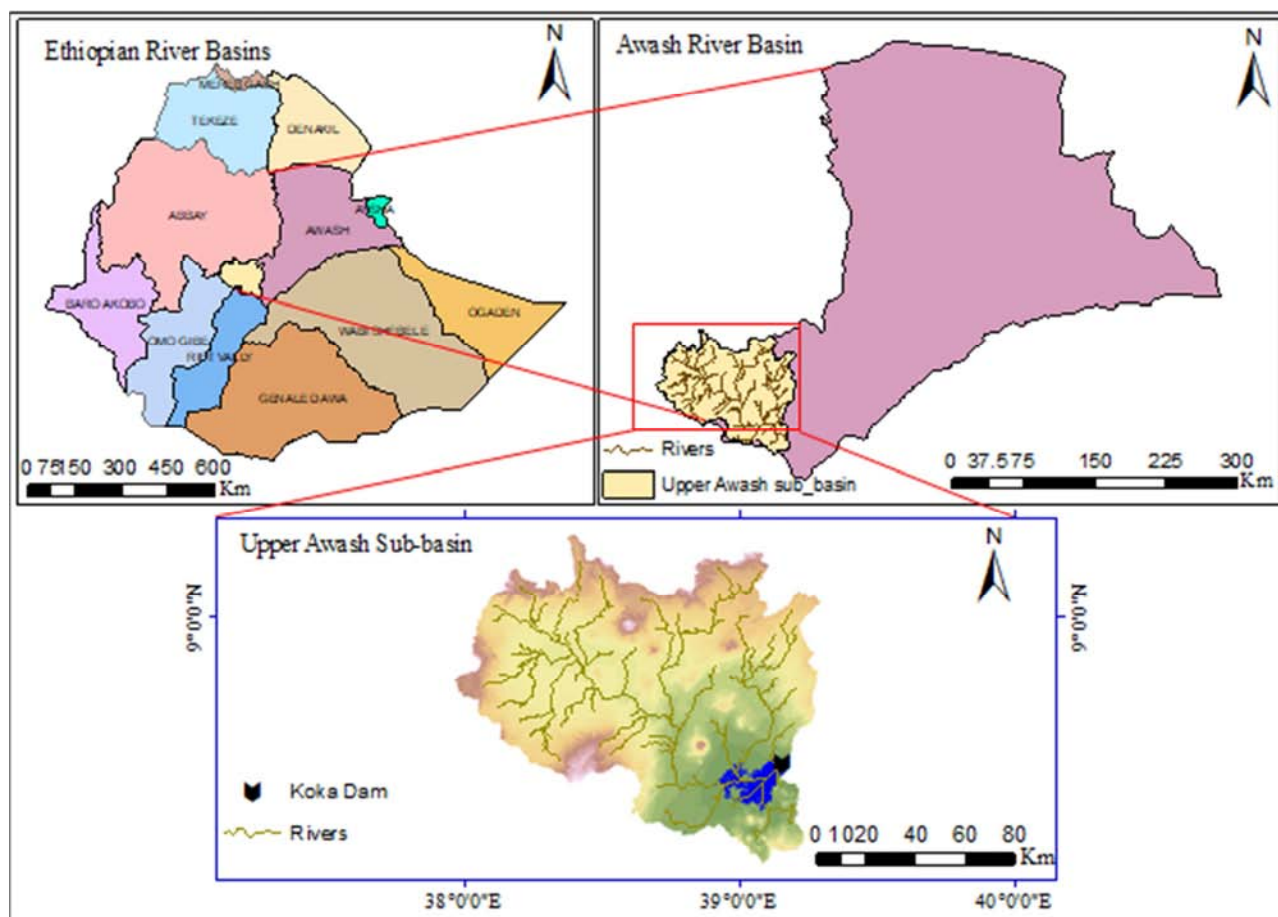 Ethiopian River Basins
N
TEKEZE
DENAKIL
ABBAY
AWASH
BARO AKOBO
OMO GIBE
RIFT VALLY
WABI SHEBELE
OGADEN
GENALE DAWA
0 75 150 300 450 600
Km
Awash River Basin
N
Rivers
Upper Awash sub_basin
0 37.575 150 225 300
Km
Upper Awash Sub-basin
N
9°0'0"N
9°0'0"N
Koka Dam
Rivers
0 1020 40 60 80
Km
38°0'0"E
39°0'0"E
40°0'0"E